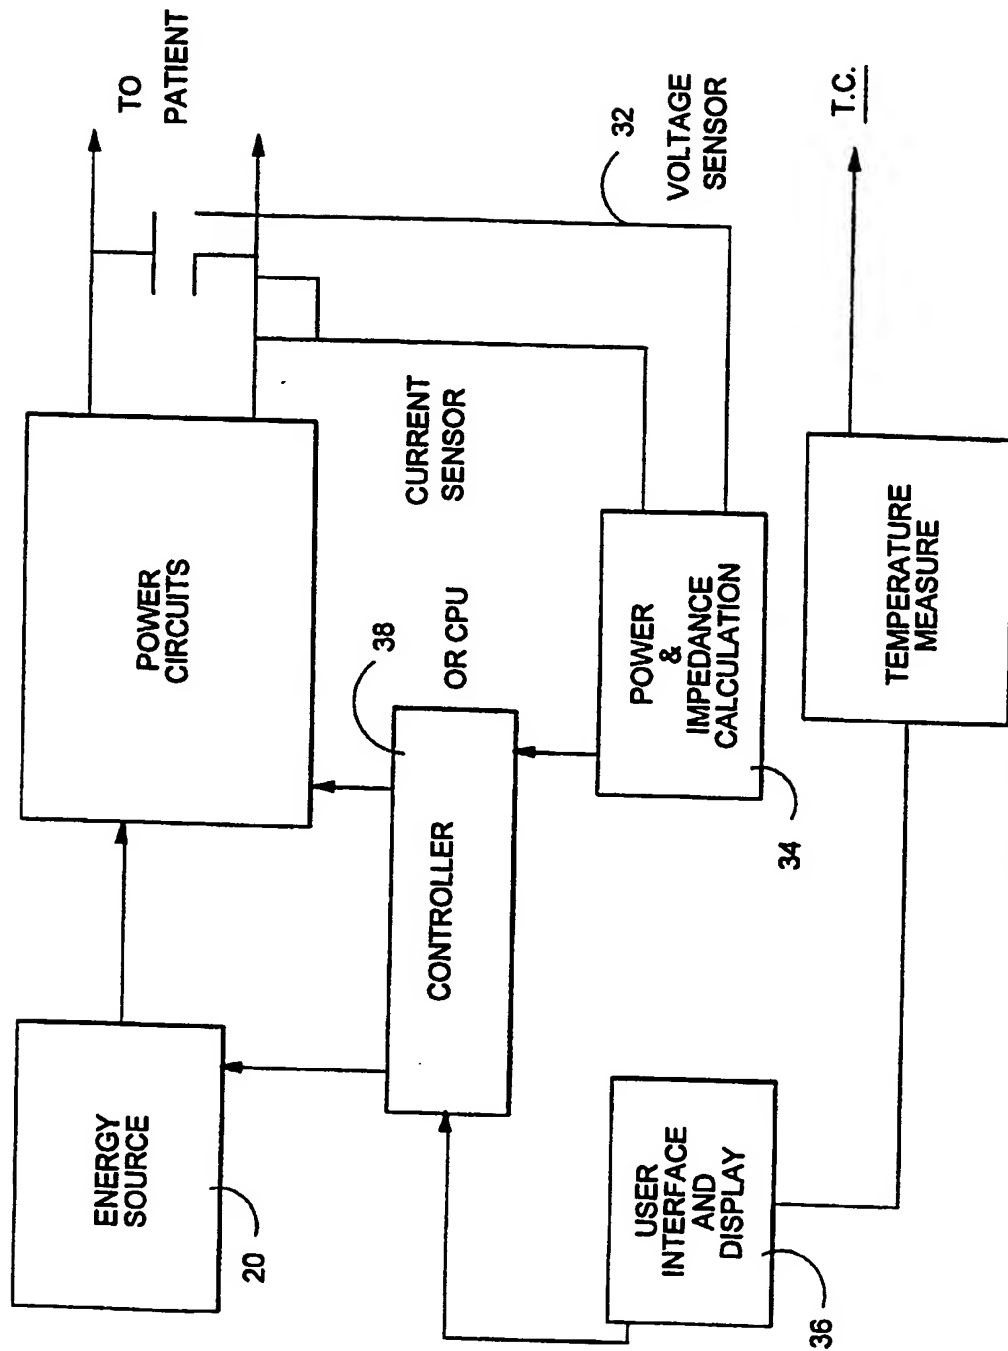 ENERGY
SOURCE
20
POWER
CIRCUITS
TO
PATIENT
CONTROLLER
38
OR CPU
CURRENT
SENSOR
32
VOLTAGE
SENSOR
USER
INTERFACE
AND
DISPLAY
36
POWER
&
IMPEDANCE
CALCULATION
34
TEMPERATURE
MEASURE
T.C.